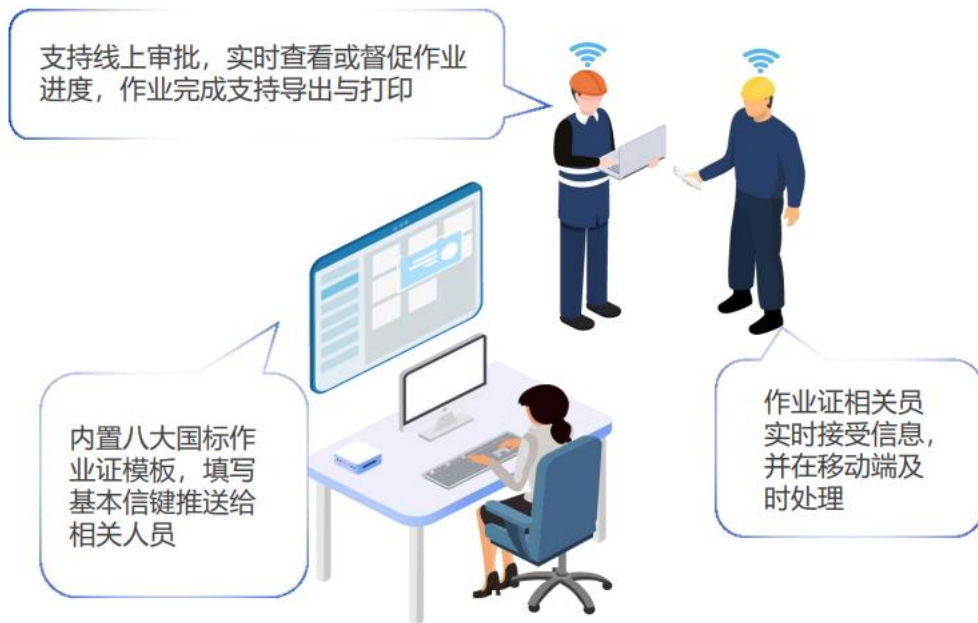 支持线上审批，实时查看或督促作业
进度，作业完成支持导出与打印
内置八大国标作
业证模板，填写
基本信键推送给
相关人员
作业证相关员
实时接受信息，
并在移动端及
时处理